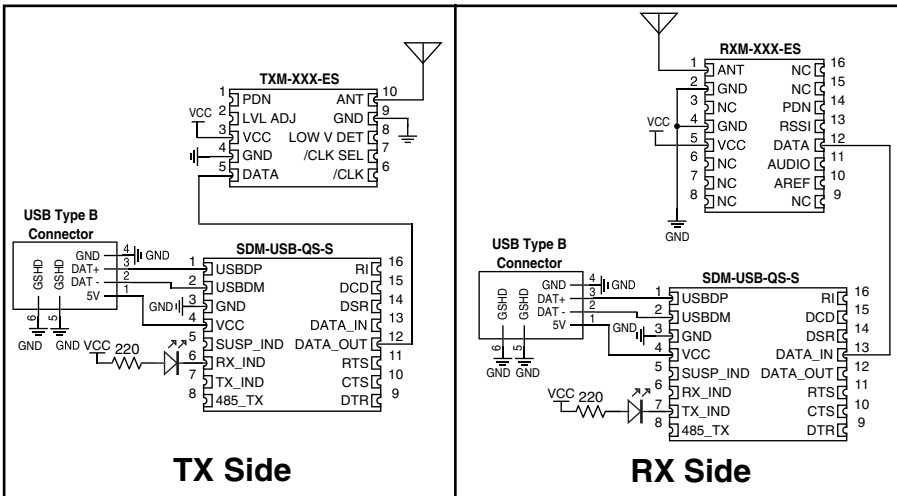 TXM-XXX-ES
1 PDN ANT 10
2 LVL ADJ GND 9
VCC 3 VCC LOW V DET 8
4 GND /CLK SEL 7
5 DATA /CLK 6
USB Type B
Connector
GND 4 GND
DAT+ 3
DAT - 2
5V 1
GSHD GSHD
6 5
GND GND
SDM-USB-QS-S
1 USBDP RI 16
2 USBDM DCD 15
GND 3 GND DSR 14
4 VCC DATA_IN 13
5 SUSP_IND DATA_OUT 12
VCC 220 6 RX_IND RTS 11
7 TX_IND CTS 10
8 485_TX DTR 9
TX Side
RXM-XXX-ES
1 ANT NC 16
2 GND NC 15
3 NC PDN 14
4 GND RSSI 13
VCC 5 VCC DATA 12
6 NC AUDIO 11
7 NC AREF 10
8 NC NC 9
GND
USB Type B
Connector
GND 4 GND
DAT+ 3
DAT - 2
5V 1
GSHD GSHD
6 5
GND GND
SDM-USB-QS-S
1 USBDP RI 16
2 USBDM DCD 15
GND 3 GND DSR 14
4 VCC DATA_IN 13
5 SUSP_IND DATA_OUT 12
6 RX_IND RTS 11
VCC 220 7 TX_IND CTS 10
8 485_TX DTR 9
RX Side